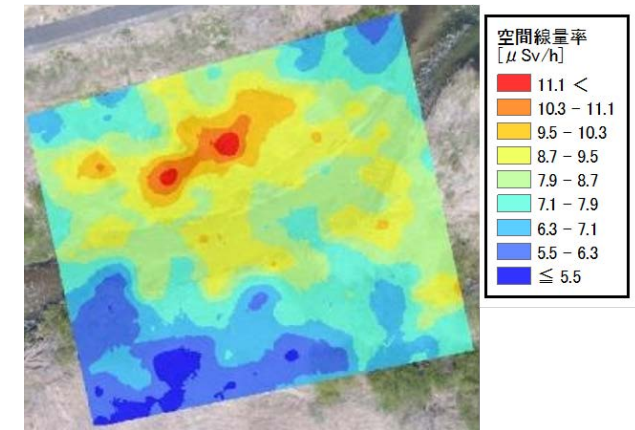 空間線量率
[μSv/h]
11.1 <
10.3 - 11.1
9.5 - 10.3
8.7 - 9.5
7.9 - 8.7
7.1 - 7.9
6.3 - 7.1
5.5 - 6.3
≦ 5.5